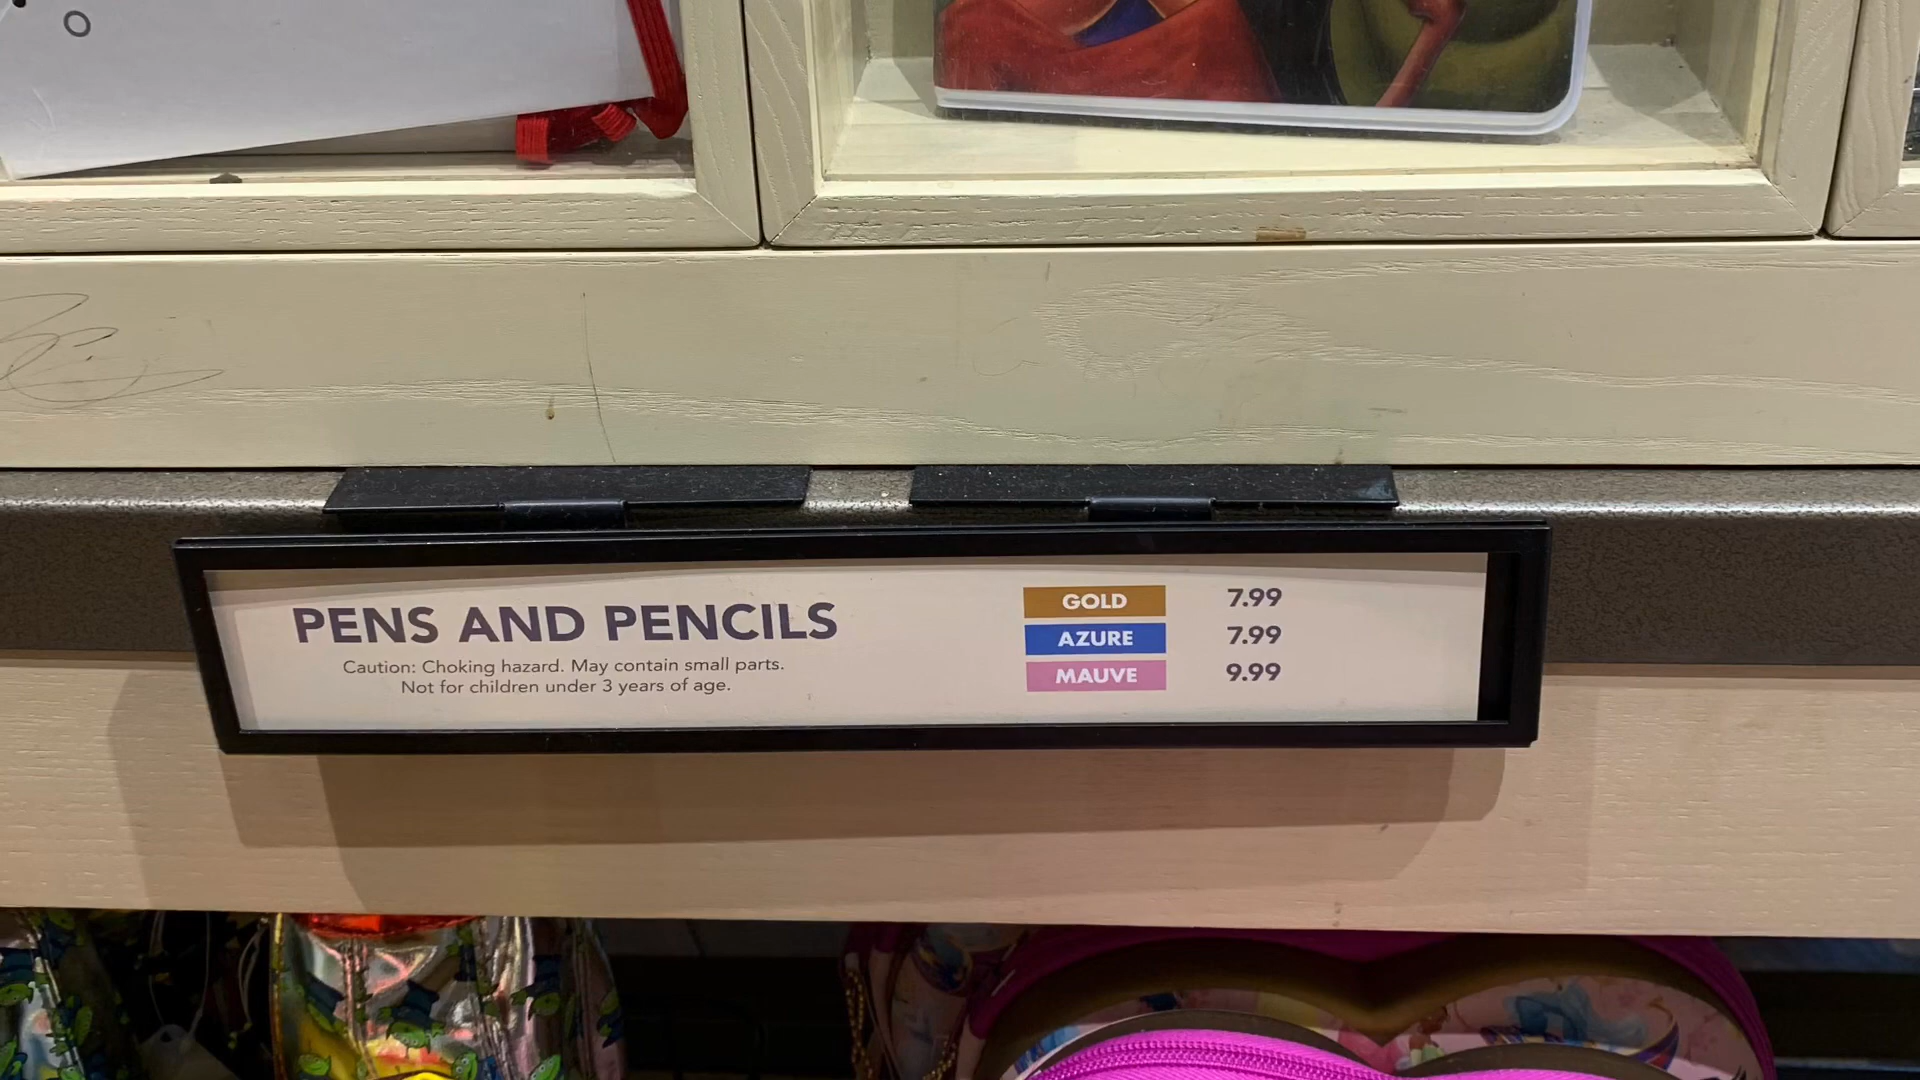 PENS AND PENCILS
Caution: Choking hazard. May contain small parts.
Not for children under 3 years of age.
GOLD 7.99
AZURE 7.99
MAUVE 9.99